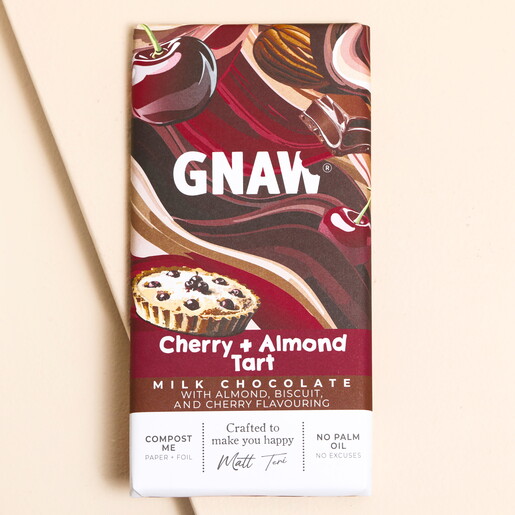 GNAW®
Cherry + Almond
Tart
MILK CHOCOLATE
WITH ALMOND, BISCUIT,
AND CHERRY FLAVOURING
COMPOST
ME
PAPER + FOIL
Crafted to
make you happy
Matt Teri
NO PALM
OIL
NO EXCUSES